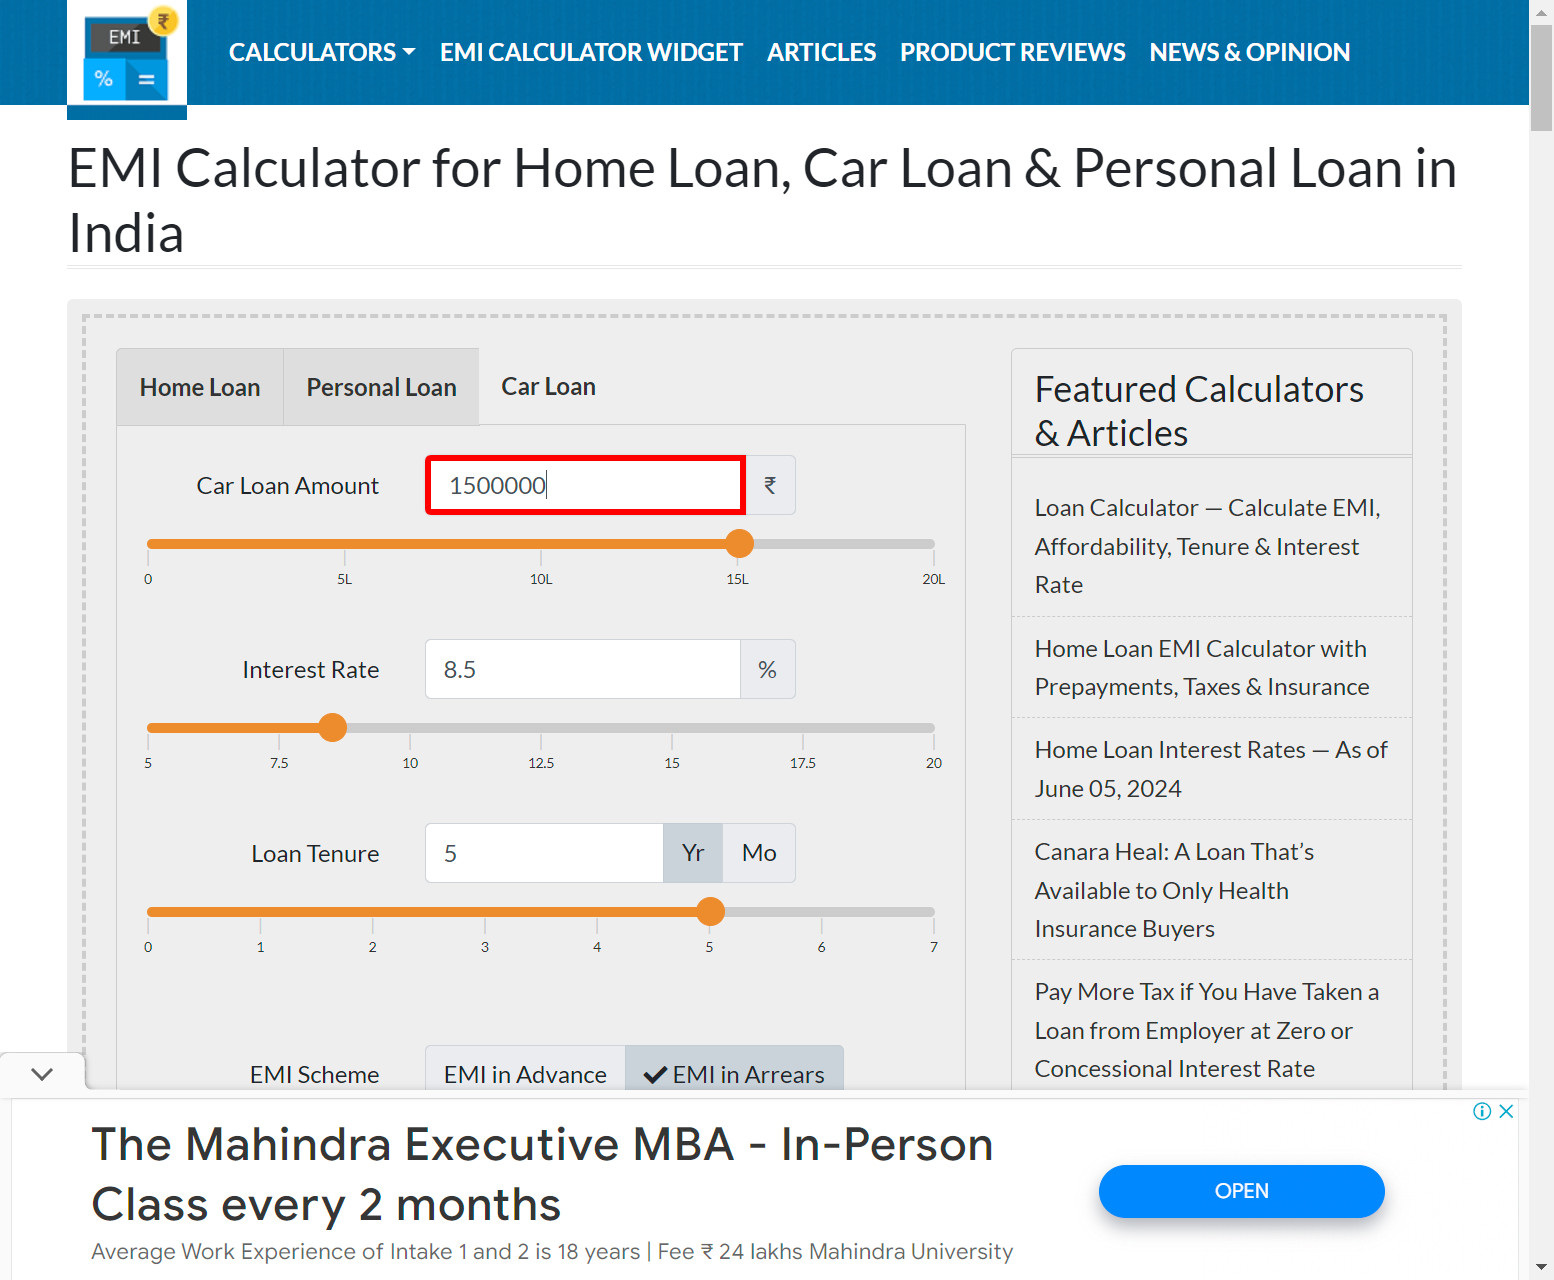 EMI
₹
% =
CALCULATORS EMI CALCULATOR WIDGET ARTICLES PRODUCT REVIEWS NEWS & OPINION
EMI Calculator for Home Loan, Car Loan & Personal Loan in
India
Home Loan Personal Loan Car Loan
Car Loan Amount 1500000 ₹
0 5L 10L 15L 20L
Interest Rate 8.5 %
5 7.5 10 12.5 15 17.5 20
Loan Tenure 5 Yr Mo
0 1 2 3 4 5 6 7
EMI Scheme EMI in Advance EMI in Arrears
Featured Calculators
& Articles
Loan Calculator — Calculate EMI,
Affordability, Tenure & Interest
Rate
Home Loan EMI Calculator with
Prepayments, Taxes & Insurance
Home Loan Interest Rates — As of
June 05, 2024
Canara Heal: A Loan That's
Available to Only Health
Insurance Buyers
Pay More Tax if You Have Taken a
Loan from Employer at Zero or
Concessional Interest Rate
The Mahindra Executive MBA - In-Person
Class every 2 months
Average Work Experience of Intake 1 and 2 is 18 years | Fee ₹ 24 lakhs Mahindra University
OPEN